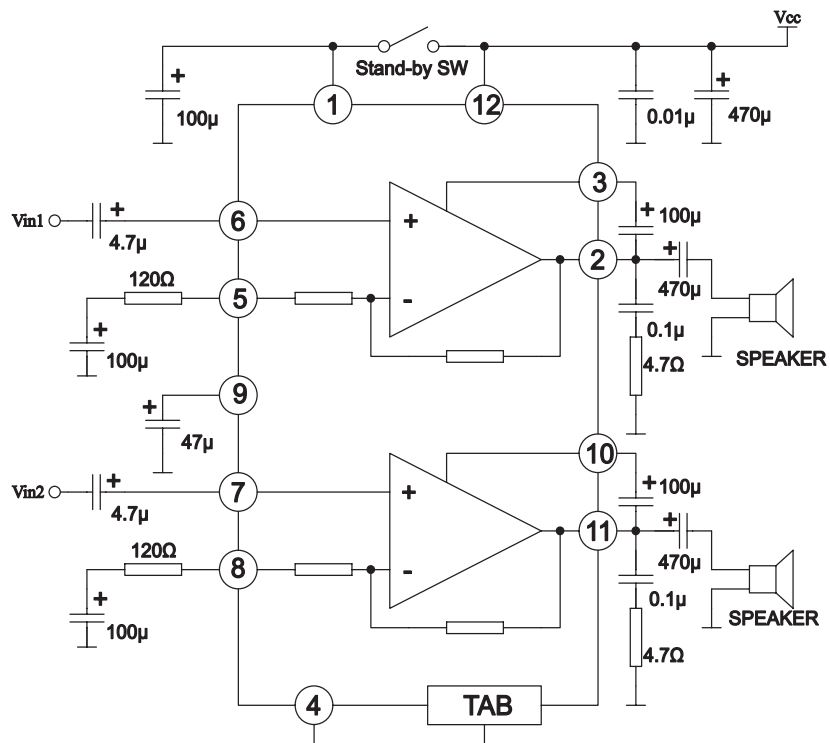 Vcc
Stand-by SW
100μ
1
12
0.01μ
470μ
3
100μ
Vin1
4.7μ
6
+
2
470μ
120Ω
5
-
0.1μ
100μ
4.7Ω
SPEAKER
9
47μ
10
100μ
Vin2
4.7μ
7
+
11
470μ
120Ω
8
-
0.1μ
SPEAKER
100μ
4.7Ω
4
TAB